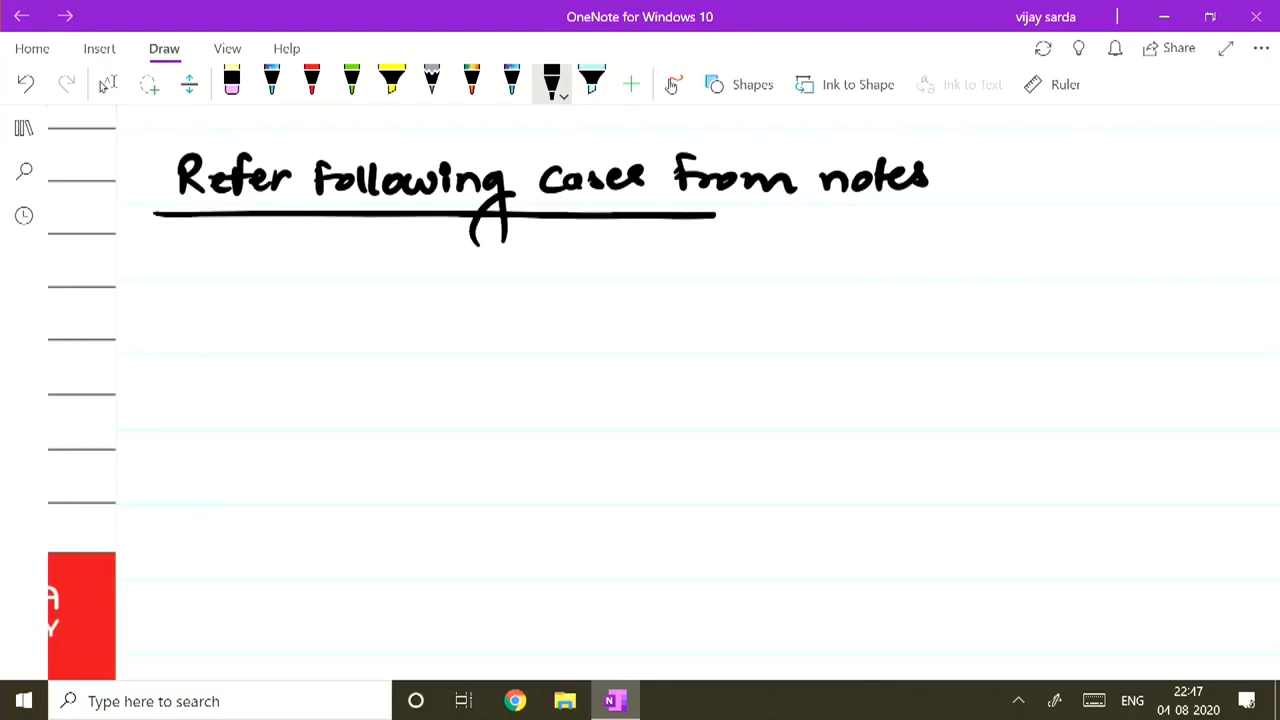 OneNote for Windows 10
vijay sarda
Home Insert Draw View Help
Share
Shapes Ink to Shape Ink to Text Ruler
Refer following cases from notes
A
Y
Type here to search
ENG
22:47
04-08-2020